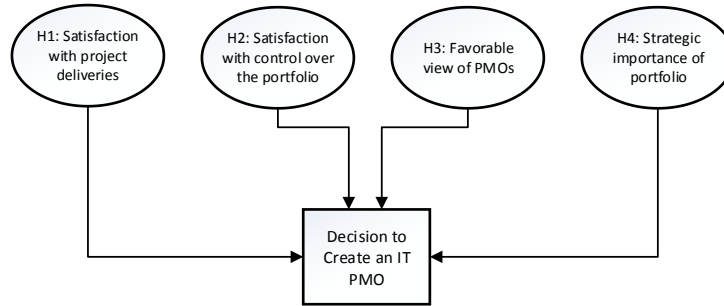 H1: Satisfaction
with project
deliveries
H2: Satisfaction
with control over
the portfolio
H3: Favorable
view of PMOs
H4: Strategic
importance of
portfolio
Decision to
Create an IT
PMO